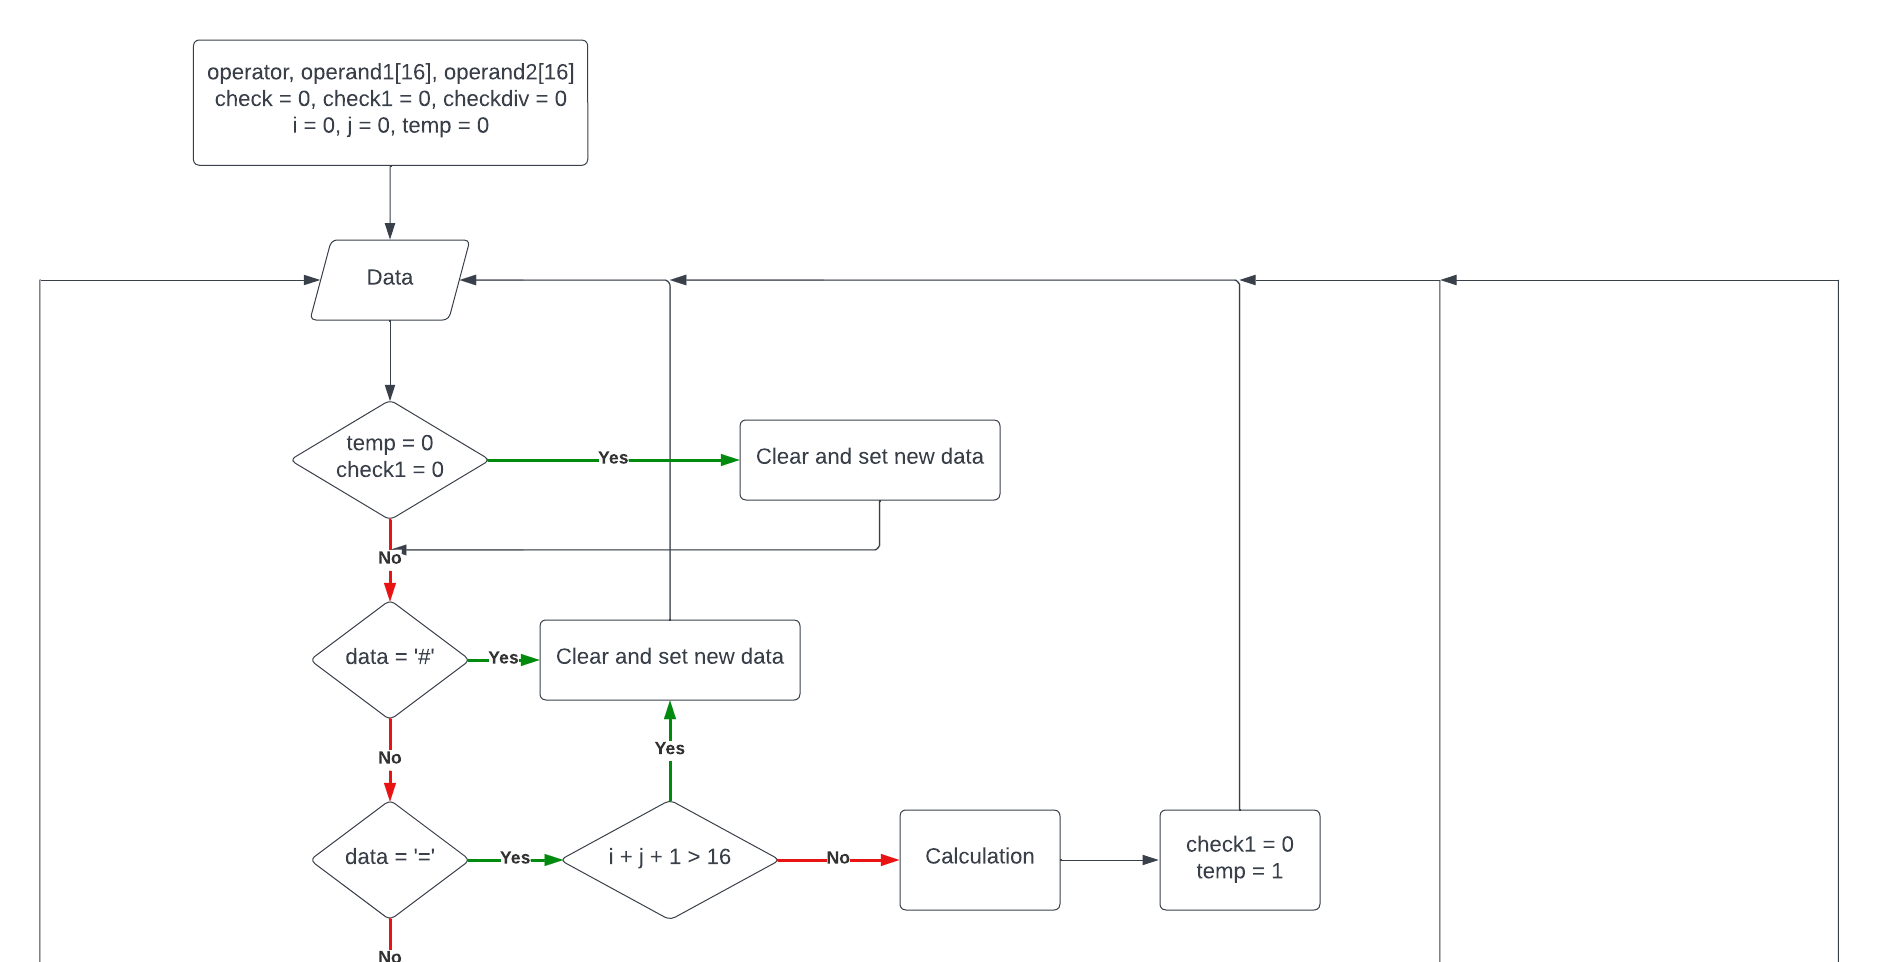 operator, operand1[16], operand2[16]
check = 0, check1 = 0, checkdiv = 0
i = 0, j = 0, temp = 0
Data
temp = 0
check1 = 0
Yes
Clear and set new data
No
data = '#'
Yes
Clear and set new data
No
Yes
data = '='
Yes
i + j + 1 > 16
No
Calculation
check1 = 0
temp = 1
No